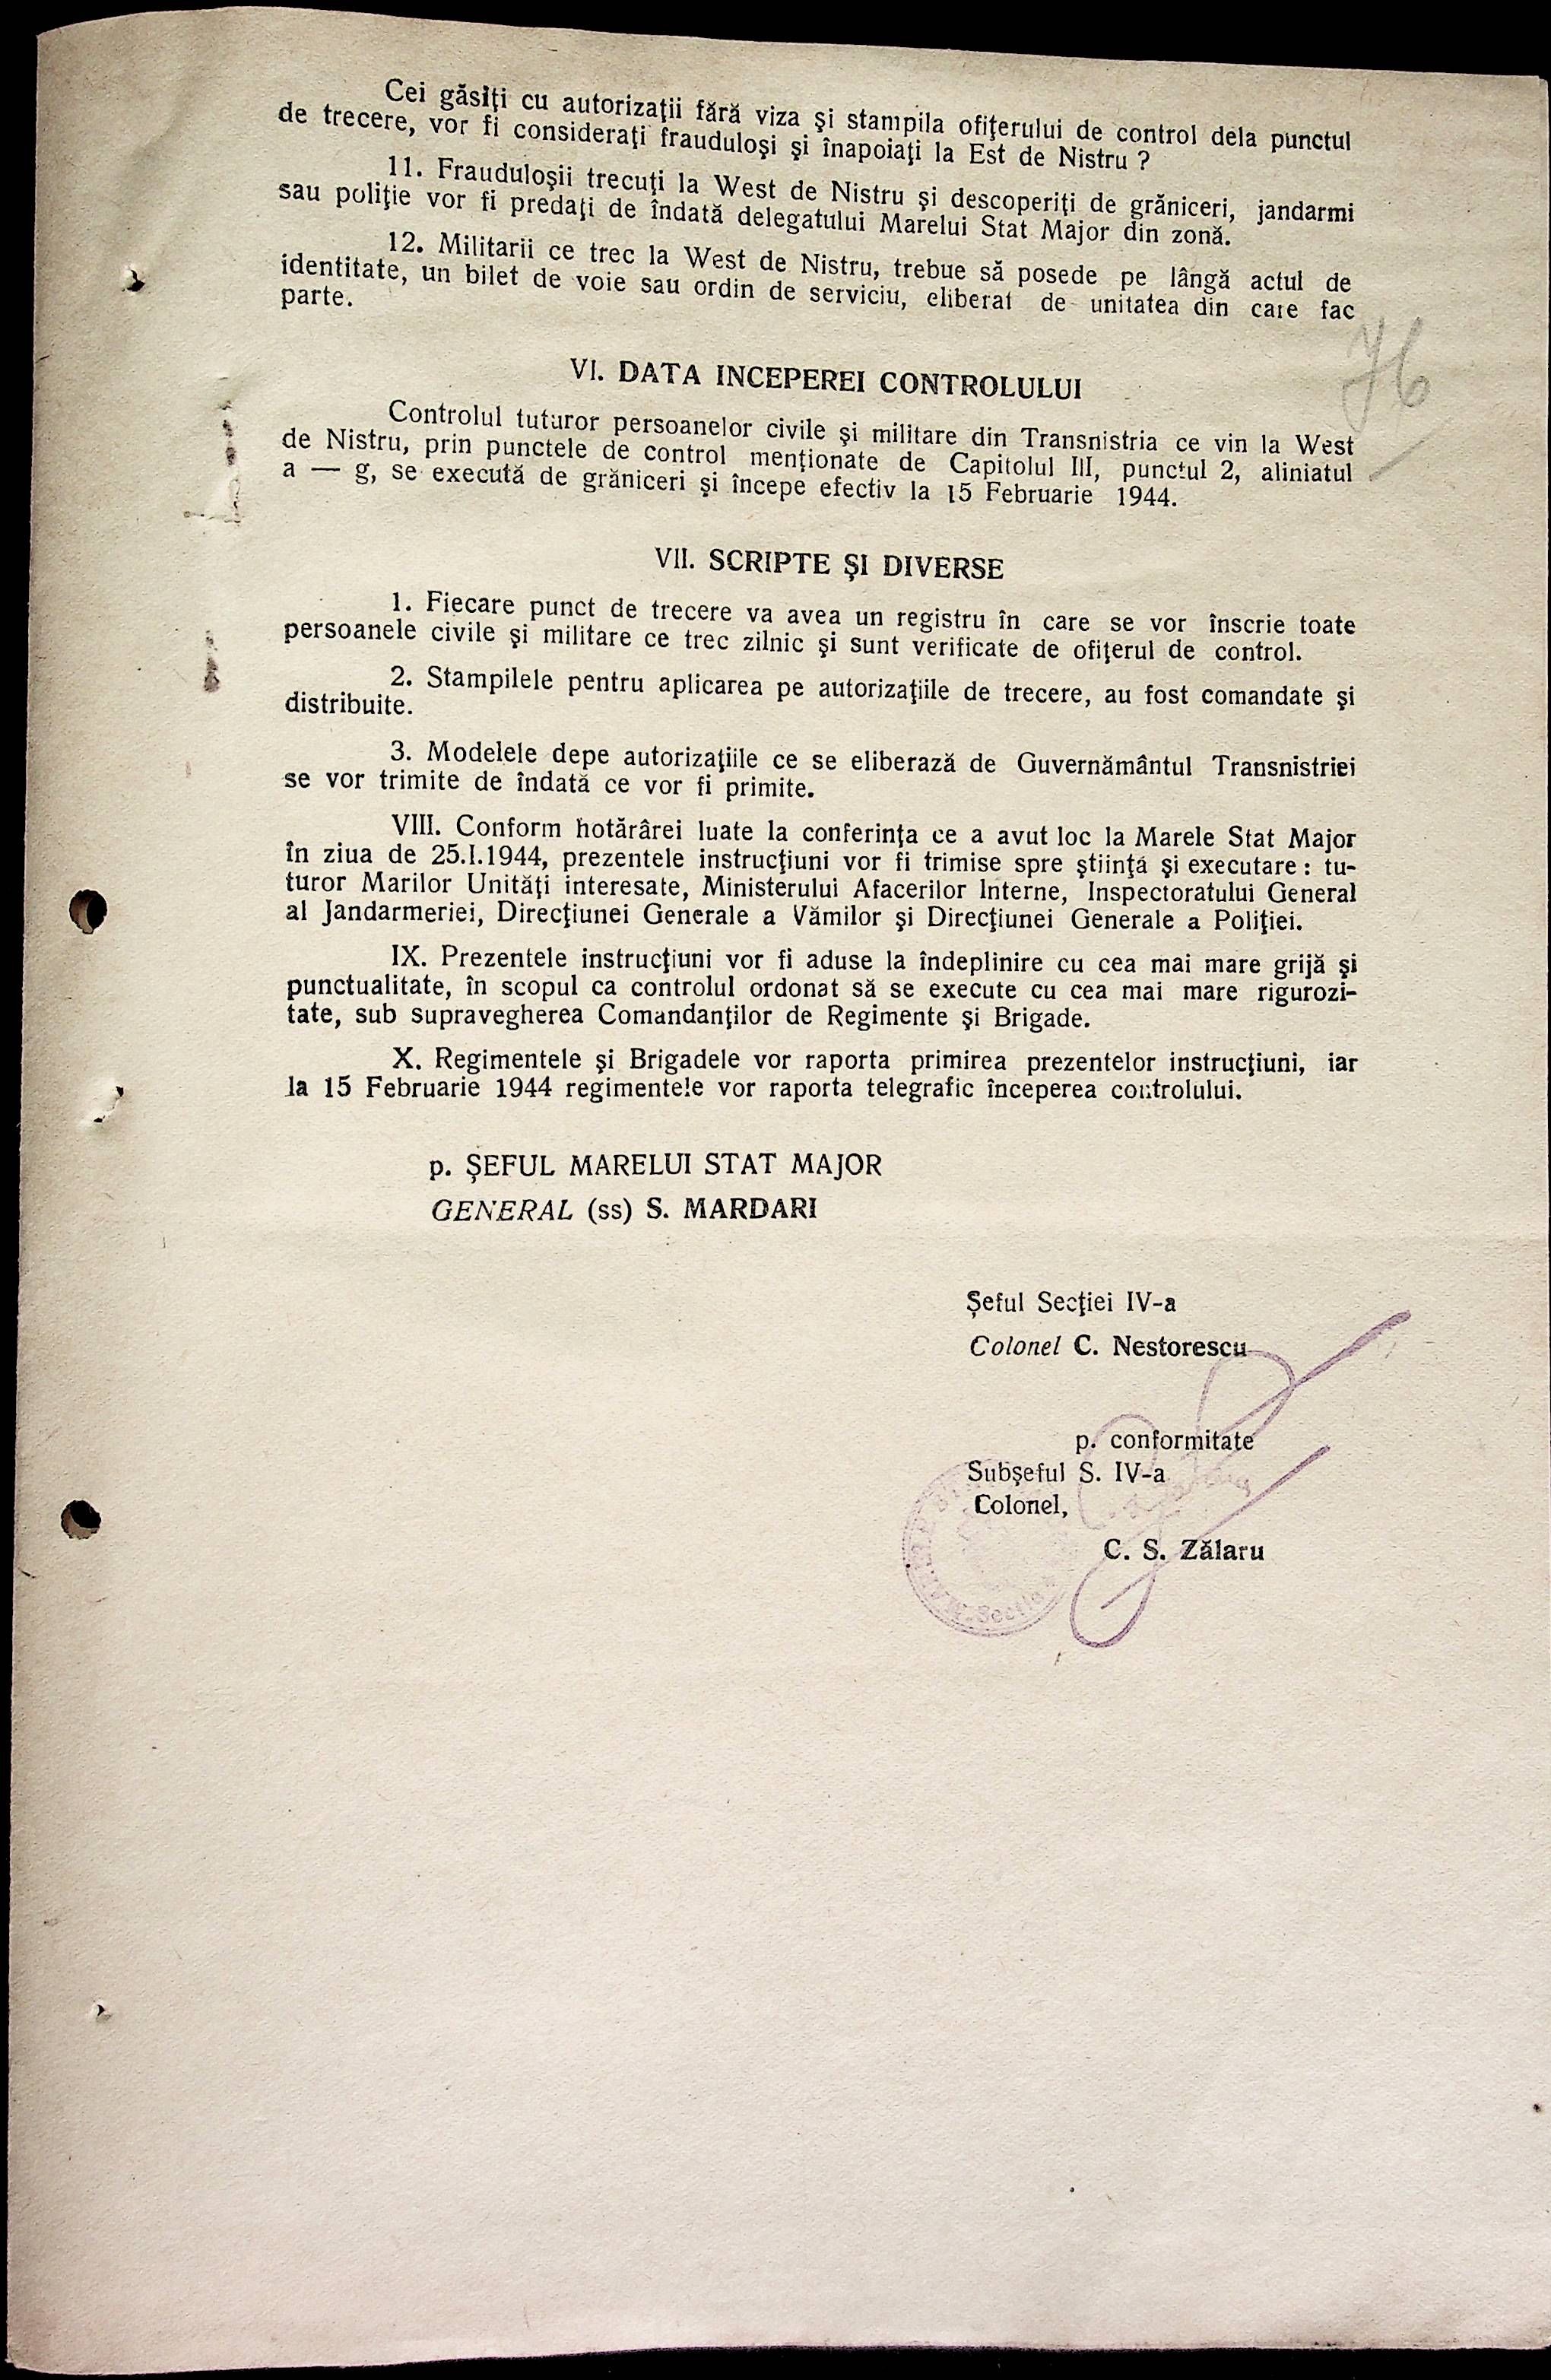 Cei găsiţi cu autorizaţii fără viza şi stampila ofiţerului de control dela punctul
de trecere, vor fi consideraţi frauduloşi şi înapoiaţi la Est de Nistru ?
11. Frauduloşii trecuţi la West de Nistru şi descoperiţi de grăniceri, jandarmi
sau poliţie vor fi predaţi de îndată delegatului Marelui Stat Major din zonă.
12. Militarii ce trec la West de Nistru, trebue să posede pe lângă actul de
identitate, un bilet de voie sau ordin de serviciu, eliberat de unitatea din care fac
parte.
76
VI. DATA INCEPEREI CONTROLULUI
Controlul tuturor persoanelor civile şi militare din Transnistria ce vin la West
de Nistru, prin punctele de control menţionate de Capitolul III, punctul 2, aliniatul
a — g, se execută de grăniceri şi începe efectiv la 15 Februarie 1944.
VII. SCRIPTE ŞI DIVERSE
1. Fiecare punct de trecere va avea un registru în care se vor înscrie toate
persoanele civile şi militare ce trec zilnic şi sunt verificate de ofiţerul de control.
2. Stampilele pentru aplicarea pe autorizaţiile de trecere, au fost comandate şi
distribuite.
3. Modelele depe autorizaţiile ce se eliberază de Guvernământul Transnistriei
se vor trimite de îndată ce vor fi primite.
VIII. Conform hotărârei luate la conferinţa ce a avut loc la Marele Stat Major
în ziua de 25.I.1944, prezentele instrucţiuni vor fi trimise spre ştiinţă şi executare : tu-
turor Marilor Unităţi interesate, Ministerului Afacerilor Interne, Inspectoratului General
al Jandarmeriei, Direcţiunei Generale a Vămilor şi Direcţiunei Generale a Poliţiei.
IX. Prezentele instrucţiuni vor fi aduse la îndeplinire cu cea mai mare grijă şi
punctualitate, în scopul ca controlul ordonat să se execute cu cea mai mare rigurozi-
tate, sub supravegherea Comandanţilor de Regimente şi Brigade.
X. Regimentele şi Brigadele vor raporta primirea prezentelor instrucţiuni, iar
la 15 Februarie 1944 regimentele vor raporta telegrafic începerea controlului.
p. ŞEFUL MARELUI STAT MAJOR
GENERAL (ss) S. MARDARI
Şeful Secţiei IV-a
Colonel C. Nestorescu
p. conformitate
Subşeful S. IV-a
Colonel,
C. S. Zălaru
Secţia